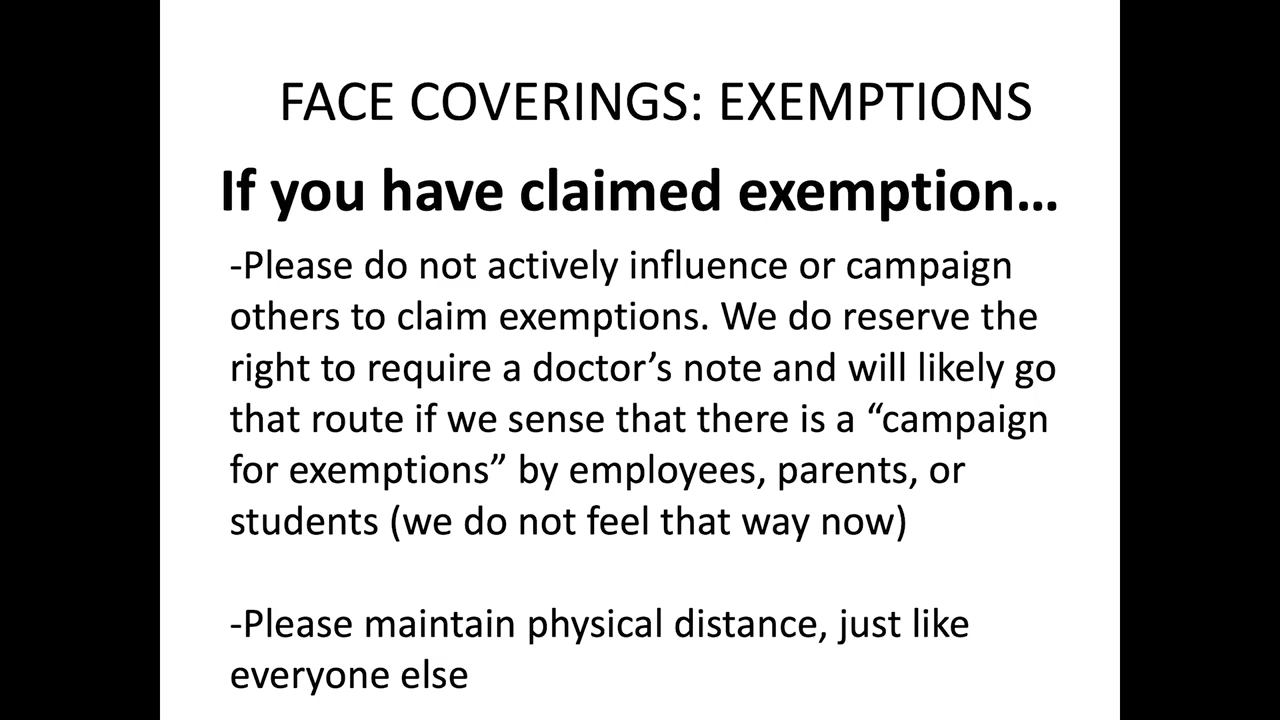 FACE COVERINGS: EXEMPTIONS
If you have claimed exemption…
-Please do not actively influence or campaign
others to claim exemptions. We do reserve the
right to require a doctor’s note and will likely go
that route if we sense that there is a “campaign
for exemptions” by employees, parents, or
students (we do not feel that way now)
-Please maintain physical distance, just like
everyone else